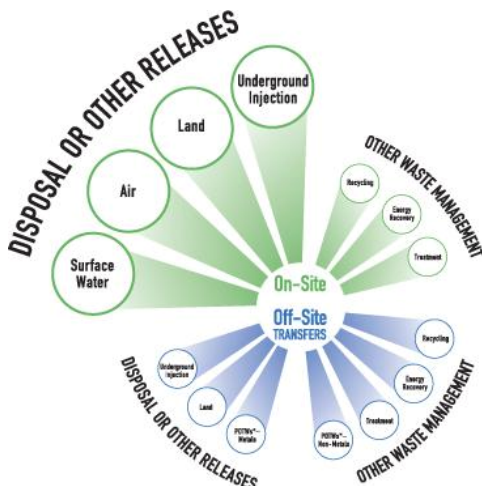 DISPOSAL OR OTHER RELEASES
Underground
Injection
Land
Air
Surface
Water
OTHER WASTE MANAGEMENT
Recycling
Energy
Recovery
Treatment
On-Site
Off-Site
TRANSFERS
Underground
Injection
Land
POTWs*—
Metals
DISPOSAL OR OTHER RELEASES
Recycling
Energy
Recovery
Treatment
POTWs*—
Non-Metals
OTHER WASTE MANAGEMENT